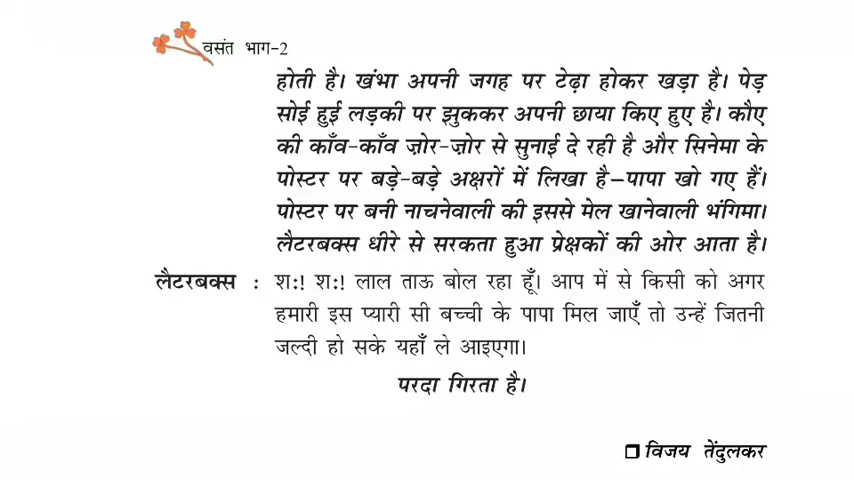 वसंत भाग-2
होती है। खंभा अपनी जगह पर टेढ़ा होकर खड़ा है। पेड़
सोई हुई लड़की पर झुककर अपनी छाया किए हुए है। कौए
की काँव-काँव ज़ोर-ज़ोर से सुनाई दे रही है और सिनेमा के
पोस्टर पर बड़े-बड़े अक्षरों में लिखा है—पापा खो गए हैं।
पोस्टर पर बनी नाचनेवाली की इससे मेल खानेवाली भंगिमा।
लैटरबक्स धीरे से सरकता हुआ प्रेक्षकों की ओर आता है।
लैटरबक्स : शः! शः! लाल ताऊ बोल रहा हूँ। आप में से किसी को अगर
हमारी इस प्यारी सी बच्ची के पापा मिल जाएँ तो उन्हें जितनी
जल्दी हो सके यहाँ ले आइएगा।
परदा गिरता है।
❒ विजय तेंदुलकर